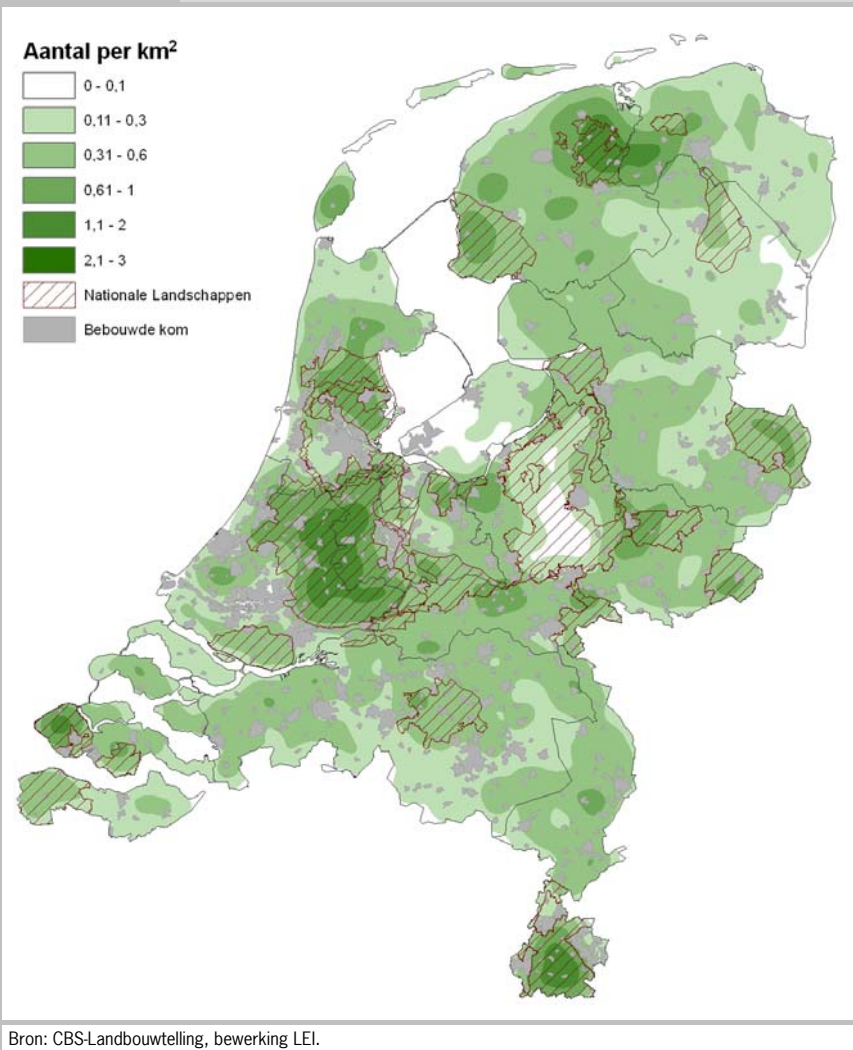 Aantal per km²
0 - 0,1
0,11 - 0,3
0,31 - 0,6
0,61 - 1
1,1 - 2
2,1 - 3
Nationale Landschappen
Bebouwde kom
Bron: CBS-Landbouwtelling, bewerking LEI.